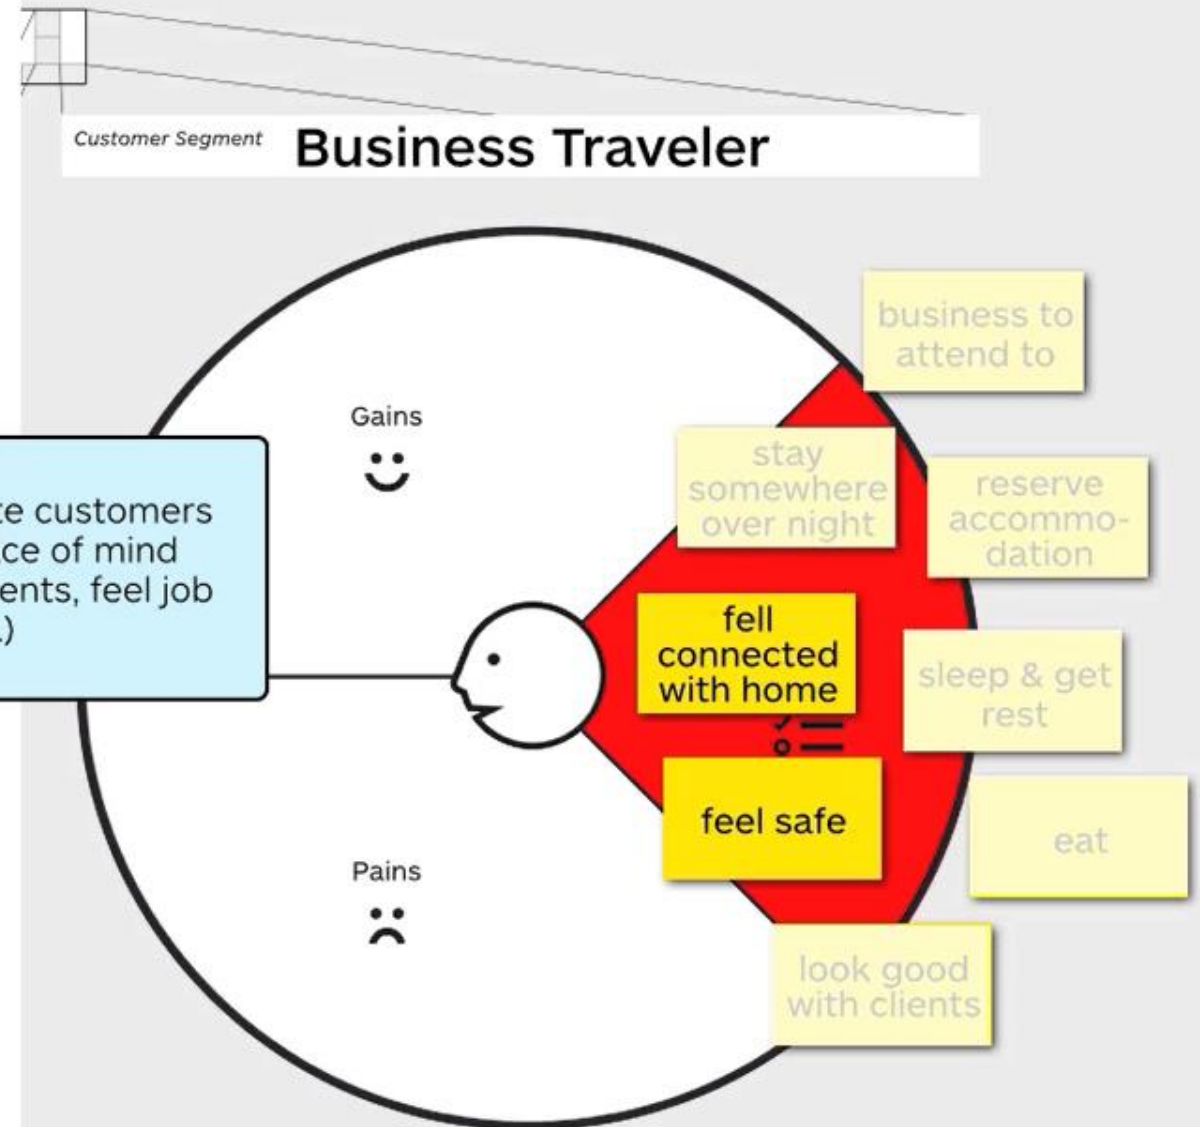 Customer Segment
Business Traveler
business to
attend to
Gains
stay
somewhere
over night
reserve
accommo-
dation
te customers
ce of mind
ents, feel job
.)
fell
connected
with home
sleep & get
rest
feel safe
eat
Pains
look good
with clients